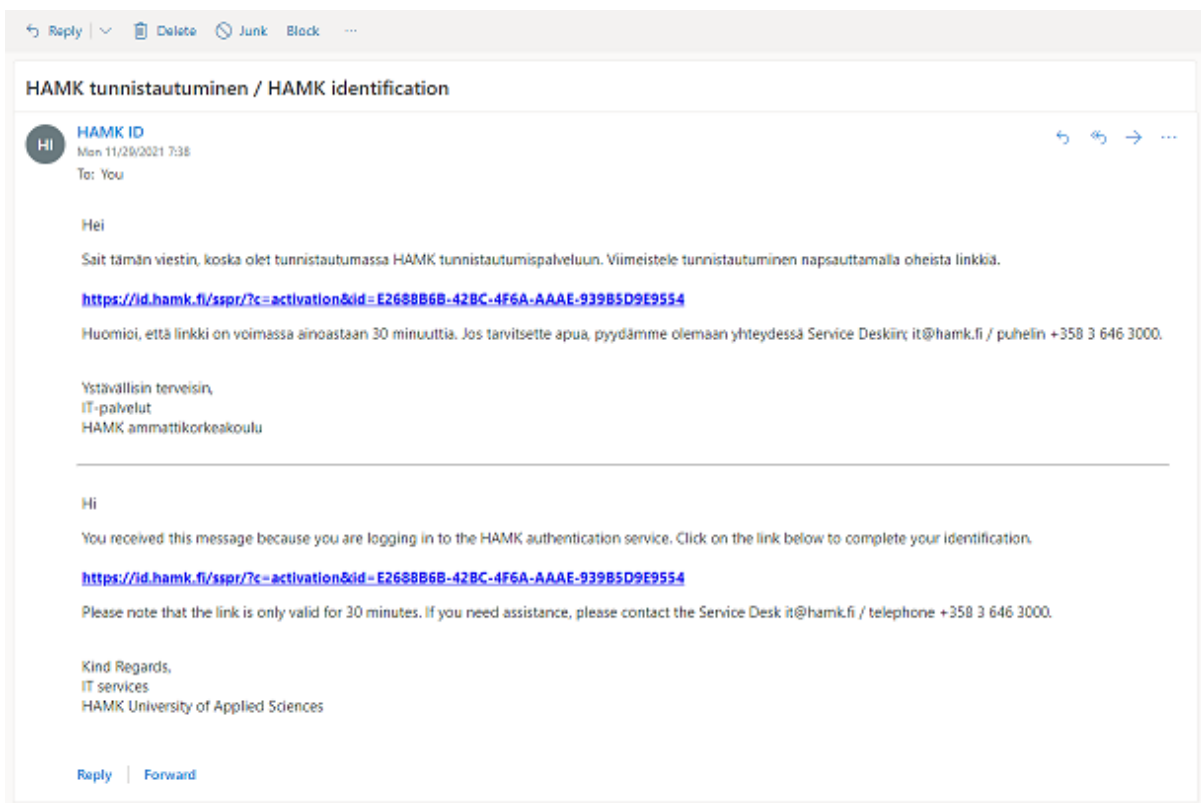 Reply Delete Junk Block ...
HAMK tunnistautuminen / HAMK identification
HI
HAMK ID
Mon 11/29/2021 7:38
To: You
Hei
Sait tämän viestin, koska olet tunnistautumassa HAMK tunnistautumispalveluun. Viimeistele tunnistautuminen napsauttamalla oheista linkkiä.
https://id.hamk.fi/sspr/?c=activation&id=E2688B6B-42BC-4F6A-AAAE-939B5D9E9554
Huomioi, että linkki on voimassa ainoastaan 30 minuuttia. Jos tarvitsette apua, pyydämme olemaan yhteydessä Service Deskiin; it@hamk.fi / puhelin +358 3 646 3000.
Ystävällisin terveisin,
IT-palvelut
HAMK ammattikorkeakoulu
Hi
You received this message because you are logging in to the HAMK authentication service. Click on the link below to complete your identification.
https://id.hamk.fi/sspr/?c=activation&id=E2688B6B-42BC-4F6A-AAAE-939B5D9E9554
Please note that the link is only valid for 30 minutes. If you need assistance, please contact the Service Desk it@hamk.fi / telephone +358 3 646 3000.
Kind Regards,
IT services
HAMK University of Applied Sciences
Reply Forward